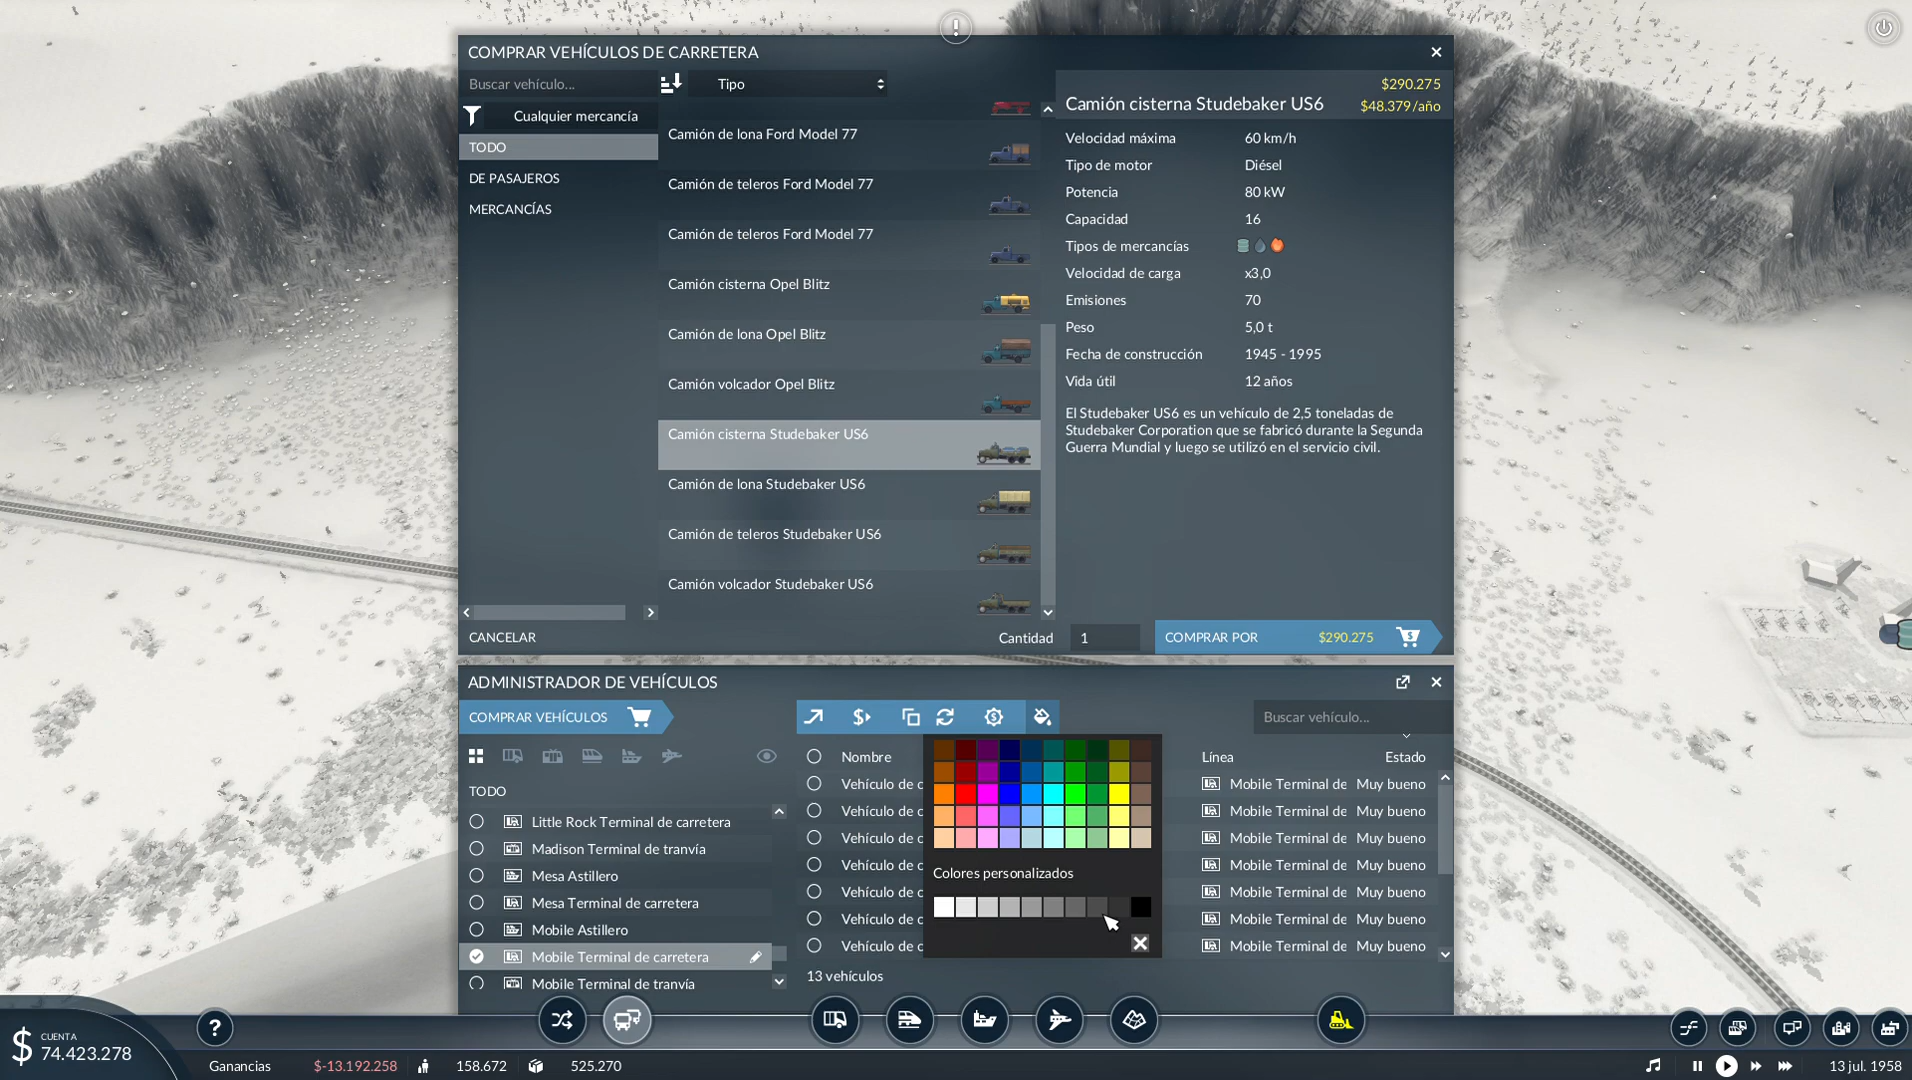 COMPRAR VEHÍCULOS DE CARRETERA
Buscar vehículo...
Tipo
Cualquier mercancía
TODO
DE PASAJEROS
MERCANCÍAS
Camión de lona Ford Model 77
Camión de teleros Ford Model 77
Camión de teleros Ford Model 77
Camión cisterna Opel Blitz
Camión de lona Opel Blitz
Camión volcador Opel Blitz
Camión cisterna Studebaker US6
Camión de lona Studebaker US6
Camión de teleros Studebaker US6
Camión volcador Studebaker US6
$290.275
Camión cisterna Studebaker US6
$48.379/año
Velocidad máxima 60 km/h
Tipo de motor Diésel
Potencia 80 kW
Capacidad 16
Tipos de mercancías
Velocidad de carga x3,0
Emisiones 70
Peso 5,0 t
Fecha de construcción 1945 - 1995
Vida útil 12 años
El Studebaker US6 es un vehículo de 2,5 toneladas de
Studebaker Corporation que se fabricó durante la Segunda
Guerra Mundial y luego se utilizó en el servicio civil.
CANCELAR
Cantidad 1
COMPRAR POR $290.275
ADMINISTRADOR DE VEHÍCULOS
COMPRAR VEHÍCULOS
Buscar vehículo...
TODO
Little Rock Terminal de carretera
Madison Terminal de tranvía
Mesa Astillero
Mesa Terminal de carretera
Mobile Astillero
Mobile Terminal de carretera
Mobile Terminal de tranvía
Nombre Línea Estado
Vehículo de c Mobile Terminal de Muy bueno
Vehículo de c Mobile Terminal de Muy bueno
Vehículo de c Mobile Terminal de Muy bueno
Vehículo de c Mobile Terminal de Muy bueno
Vehículo de c Mobile Terminal de Muy bueno
Vehículo de c Mobile Terminal de Muy bueno
Vehículo de c Mobile Terminal de Muy bueno
Colores personalizados
13 vehículos
$ CUENTA
74.423.278
?
Ganancias $-13.192.258 158.672 525.270
13 jul. 1958